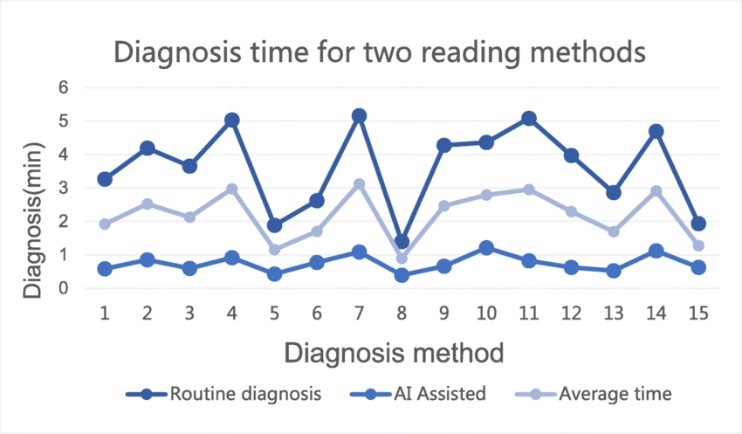 Diagnosis time for two reading methods
6
5
4
3
2
1
0
Diagnosis(min)
1 2 3 4 5 6 7 8 9 10 11 12 13 14 15
Diagnosis method
Routine diagnosis AI Assisted Average time